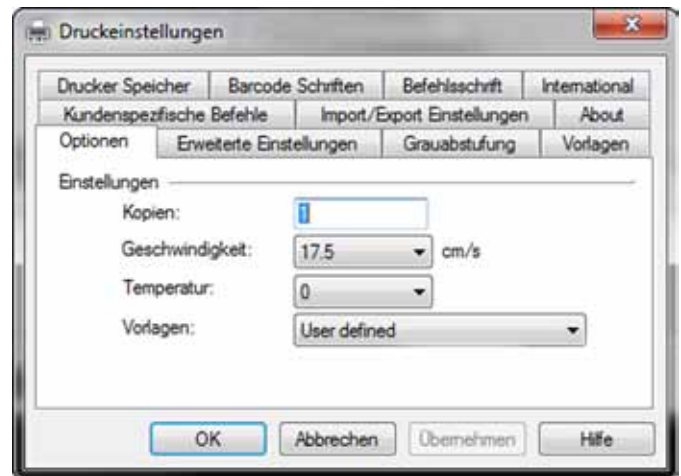 Druckeinstellungen
Drucker Speicher Barcode Schriften Befehlsschrift International
Kundenspezifische Befehle Import/Export Einstellungen About
Optionen Erweiterte Einstellungen Grauabstufung Vorlagen
Einstellungen
Kopien: 1
Geschwindigkeit: 17.5 cm/s
Temperatur: 0
Vorlagen: User defined
OK Abbrechen Übernehmen Hilfe